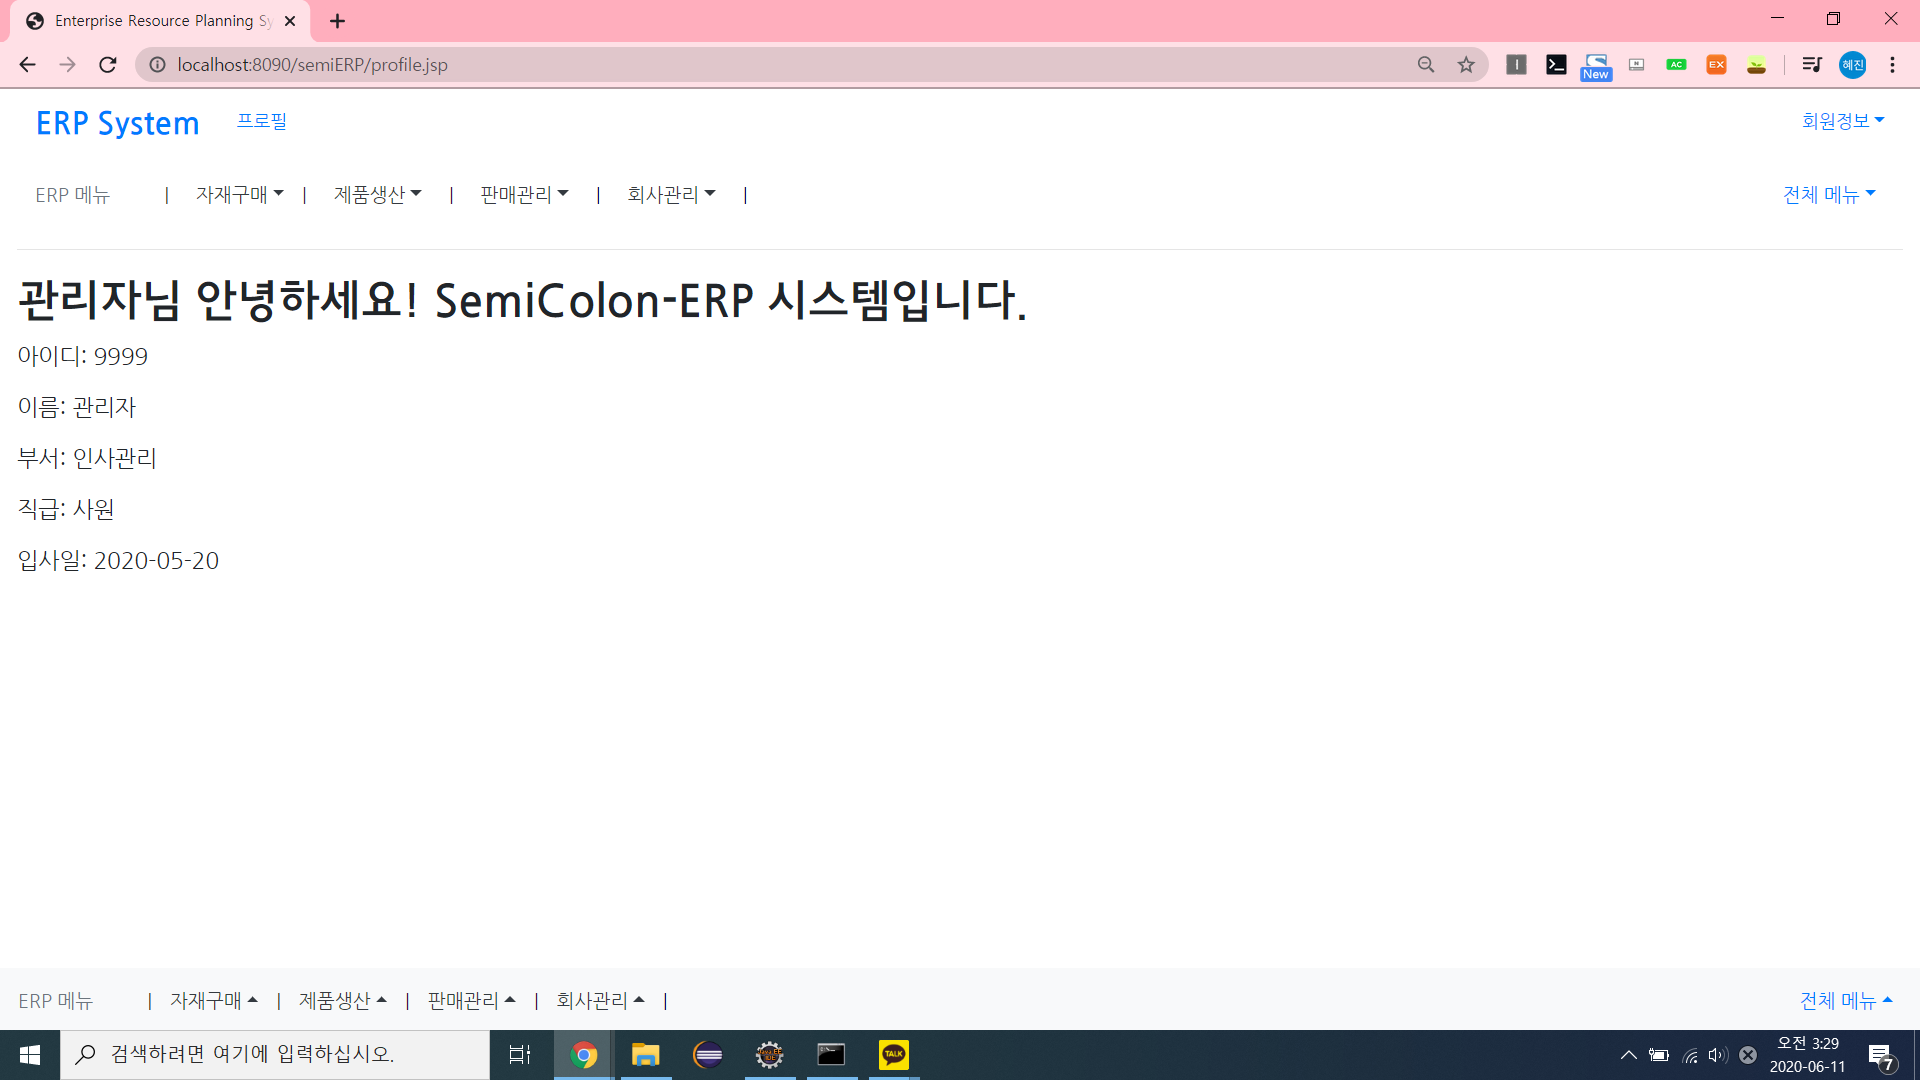 Enterprise Resource Planning Sy
localhost:8090/semiERP/profile.jsp
New
AC
EX
혜진
ERP System 프로필 회원정보
ERP 메뉴 | 자재구매 | 제품생산 | 판매관리 | 회사관리 | 전체 메뉴
관리자님 안녕하세요! SemiColon-ERP 시스템입니다.
아이디: 9999
이름: 관리자
부서: 인사관리
직급: 사원
입사일: 2020-05-20
ERP 메뉴 | 자재구매 | 제품생산 | 판매관리 | 회사관리 | 전체 메뉴
검색하려면 여기에 입력하십시오.
TALK
오전 3:29
2020-06-11
7